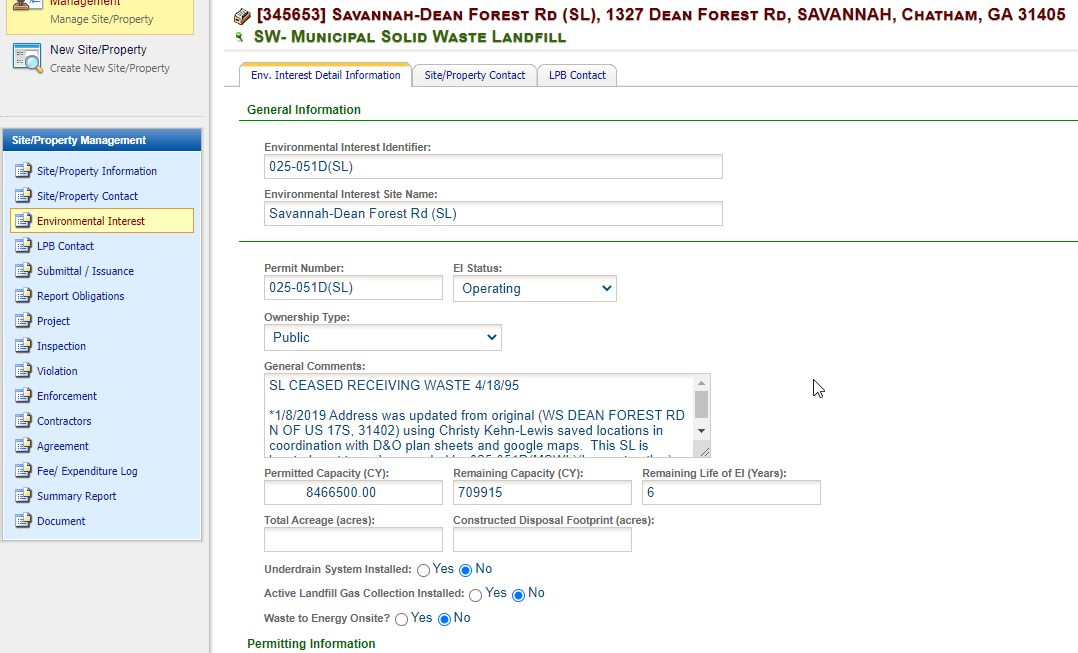 Management
Manage Site/Property
New Site/Property
Create New Site/Property
Site/Property Management
Site/Property Information
Site/Property Contact
Environmental Interest
LPB Contact
Submittal / Issuance
Report Obligations
Project
Inspection
Violation
Enforcement
Contractors
Agreement
Fee/ Expenditure Log
Summary Report
Document
[345653] Savannah-Dean Forest Rd (SL), 1327 Dean Forest Rd, SAVANNAH, Chatham, GA 31405
SW- Municipal Solid Waste Landfill
Env. Interest Detail Information Site/Property Contact LPB Contact
General Information
Environmental Interest Identifier:
025-051D(SL)
Environmental Interest Site Name:
Savannah-Dean Forest Rd (SL)
Permit Number: EI Status:
025-051D(SL) Operating
Ownership Type:
Public
General Comments:
SL CEASED RECEIVING WASTE 4/18/95
*1/8/2019 Address was updated from original (WS DEAN FOREST RD
N OF US 17S, 31402) using Christy Kehn-Lewis saved locations in
coordination with D&O plan sheets and google maps. This SL is
Permitted Capacity (CY): Remaining Capacity (CY): Remaining Life of EI (Years):
8466500.00 709915 6
Total Acreage (acres): Constructed Disposal Footprint (acres):
Underdrain System Installed: Yes No
Active Landfill Gas Collection Installed: Yes No
Waste to Energy Onsite? Yes No
Permitting Information